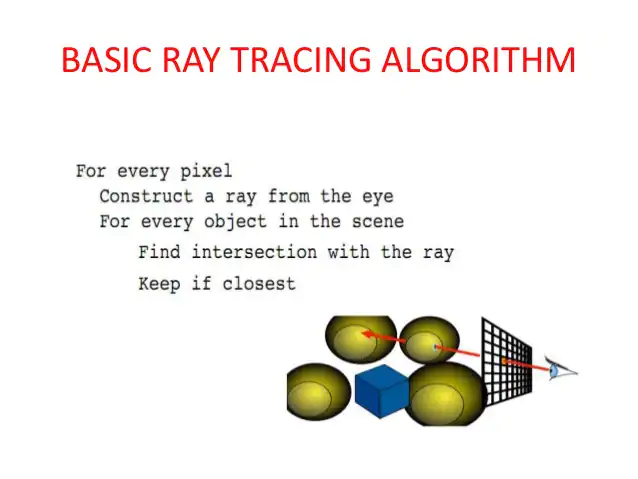 BASIC RAY TRACING ALGORITHM
For every pixel
Construct a ray from the eye
For every object in the scene
Find intersection with the ray
Keep if closest